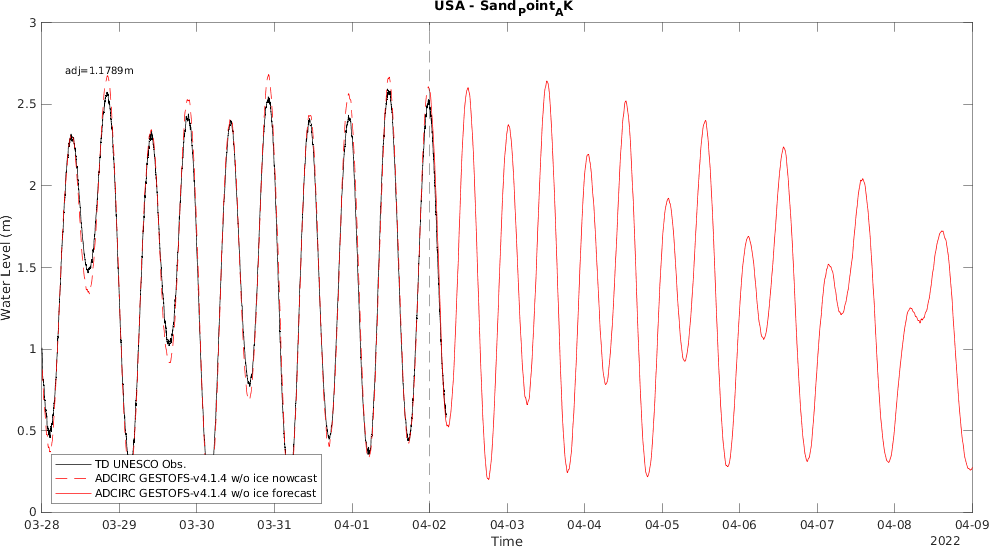 USA - Sand_Point_AK
3
2.5
2
1.5
1
0.5
0
Water Level (m)
adj=1.1789m
TD UNESCO Obs.
ADCIRC GESTOFS-v4.1.4 w/o ice nowcast
ADCIRC GESTOFS-v4.1.4 w/o ice forecast
03-28 03-29 03-30 03-31 04-01 04-02 04-03 04-04 04-05 04-06 04-07 04-08 04-09
Time
2022